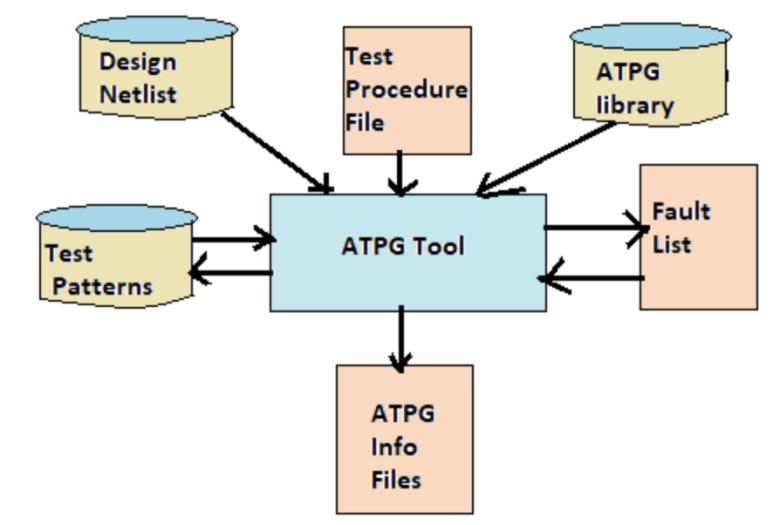 Design
Netlist
Test
Procedure
File
ATPG
library
Test
Patterns
ATPG Tool
Fault
List
ATPG
Info
Files